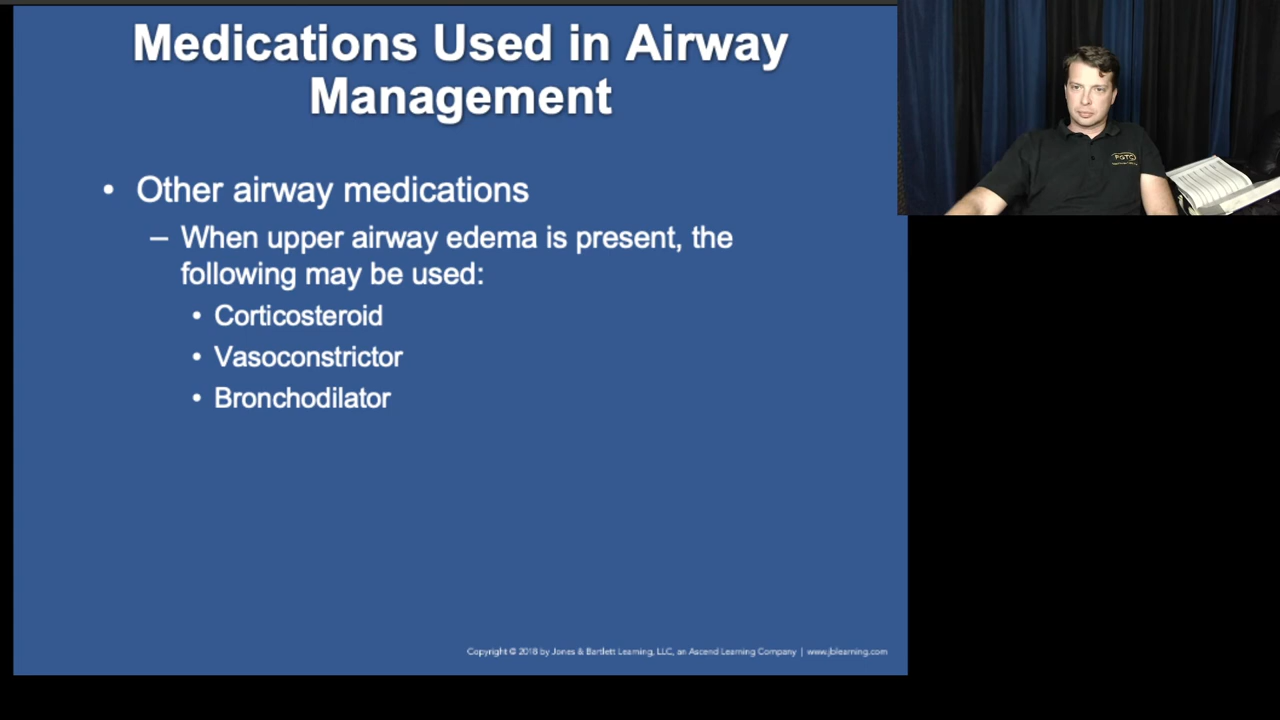 Medications Used in Airway
Management
• Other airway medications
– When upper airway edema is present, the
following may be used:
• Corticosteroid
• Vasoconstrictor
• Bronchodilator
Copyright © 2018 by Jones & Bartlett Learning, LLC, an Ascend Learning Company | www.jblearning.com
PGTC